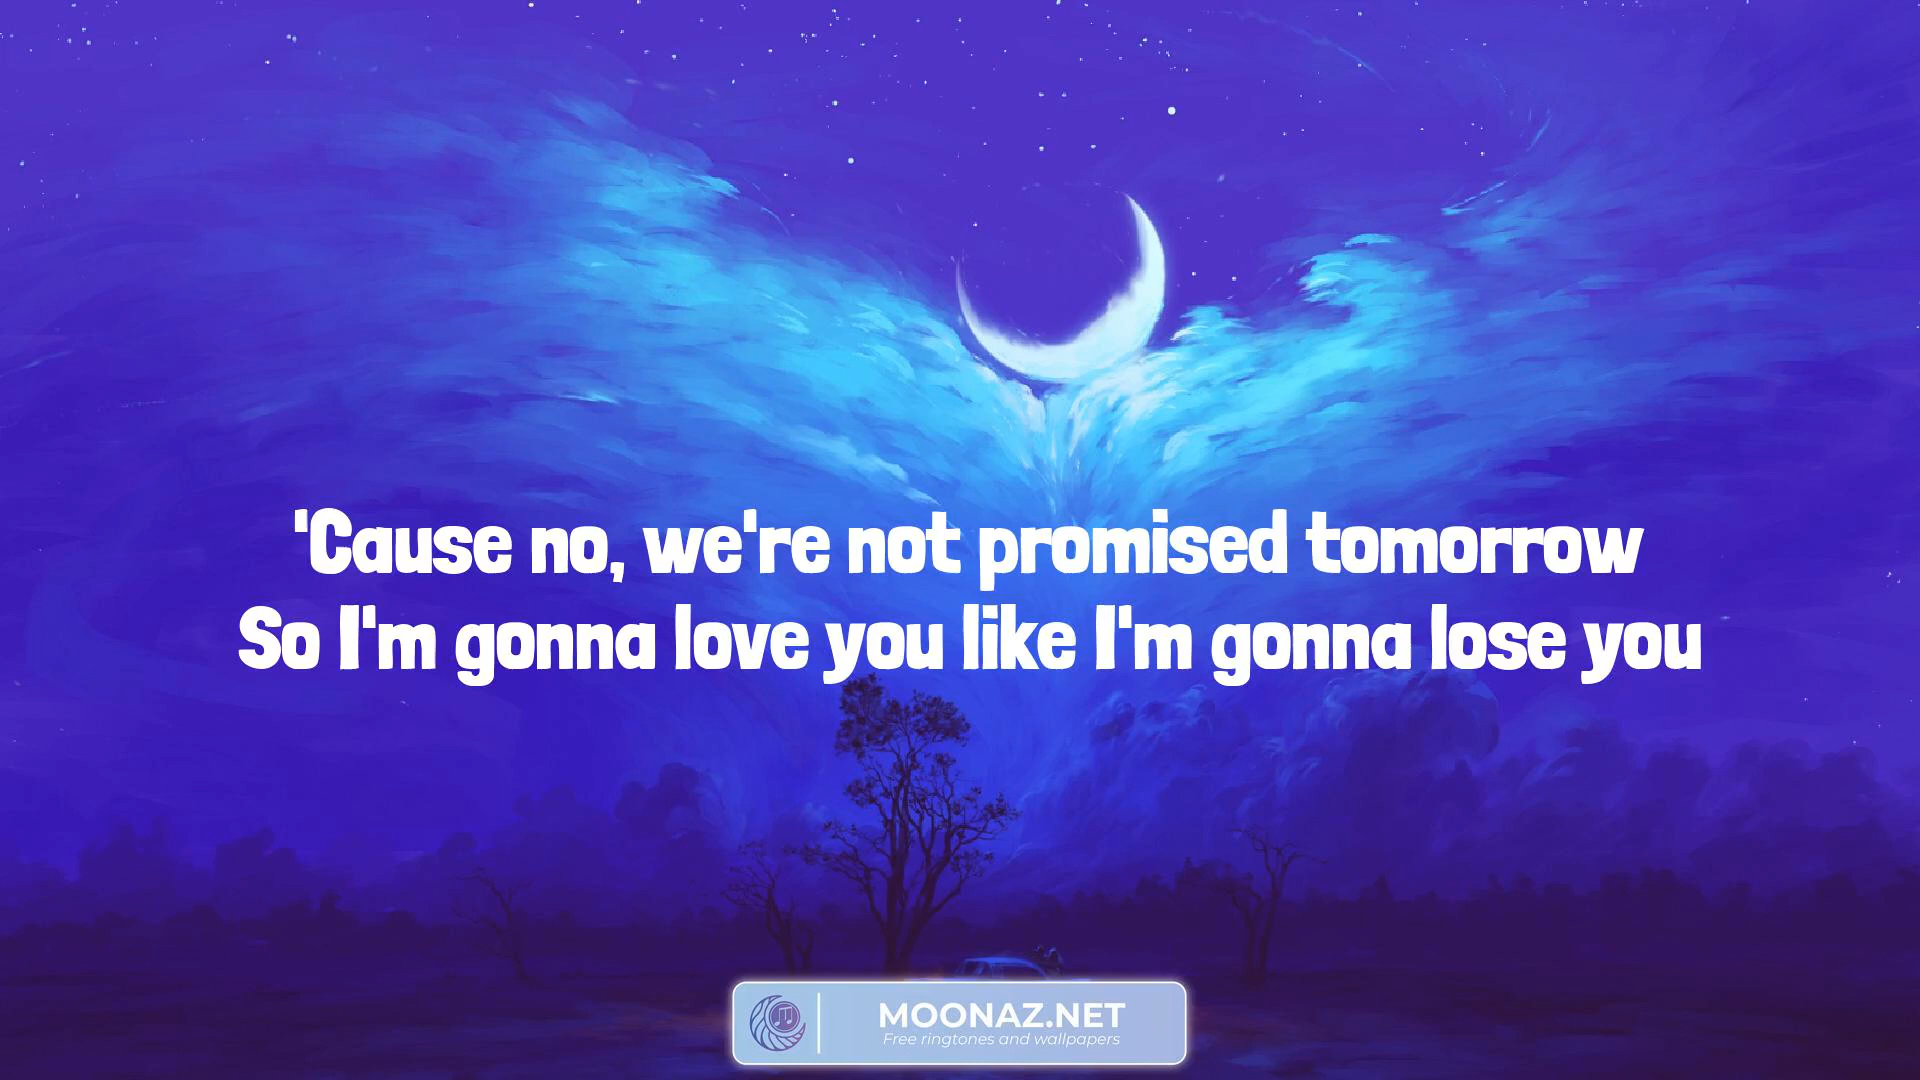 'Cause no, we're not promised tomorrow
So I'm gonna love you like I'm gonna lose you
MOONAZ.NET
Free ringtones and wallpapers